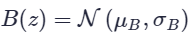 B(z) = 𝒩 (μ_B, σ_B)